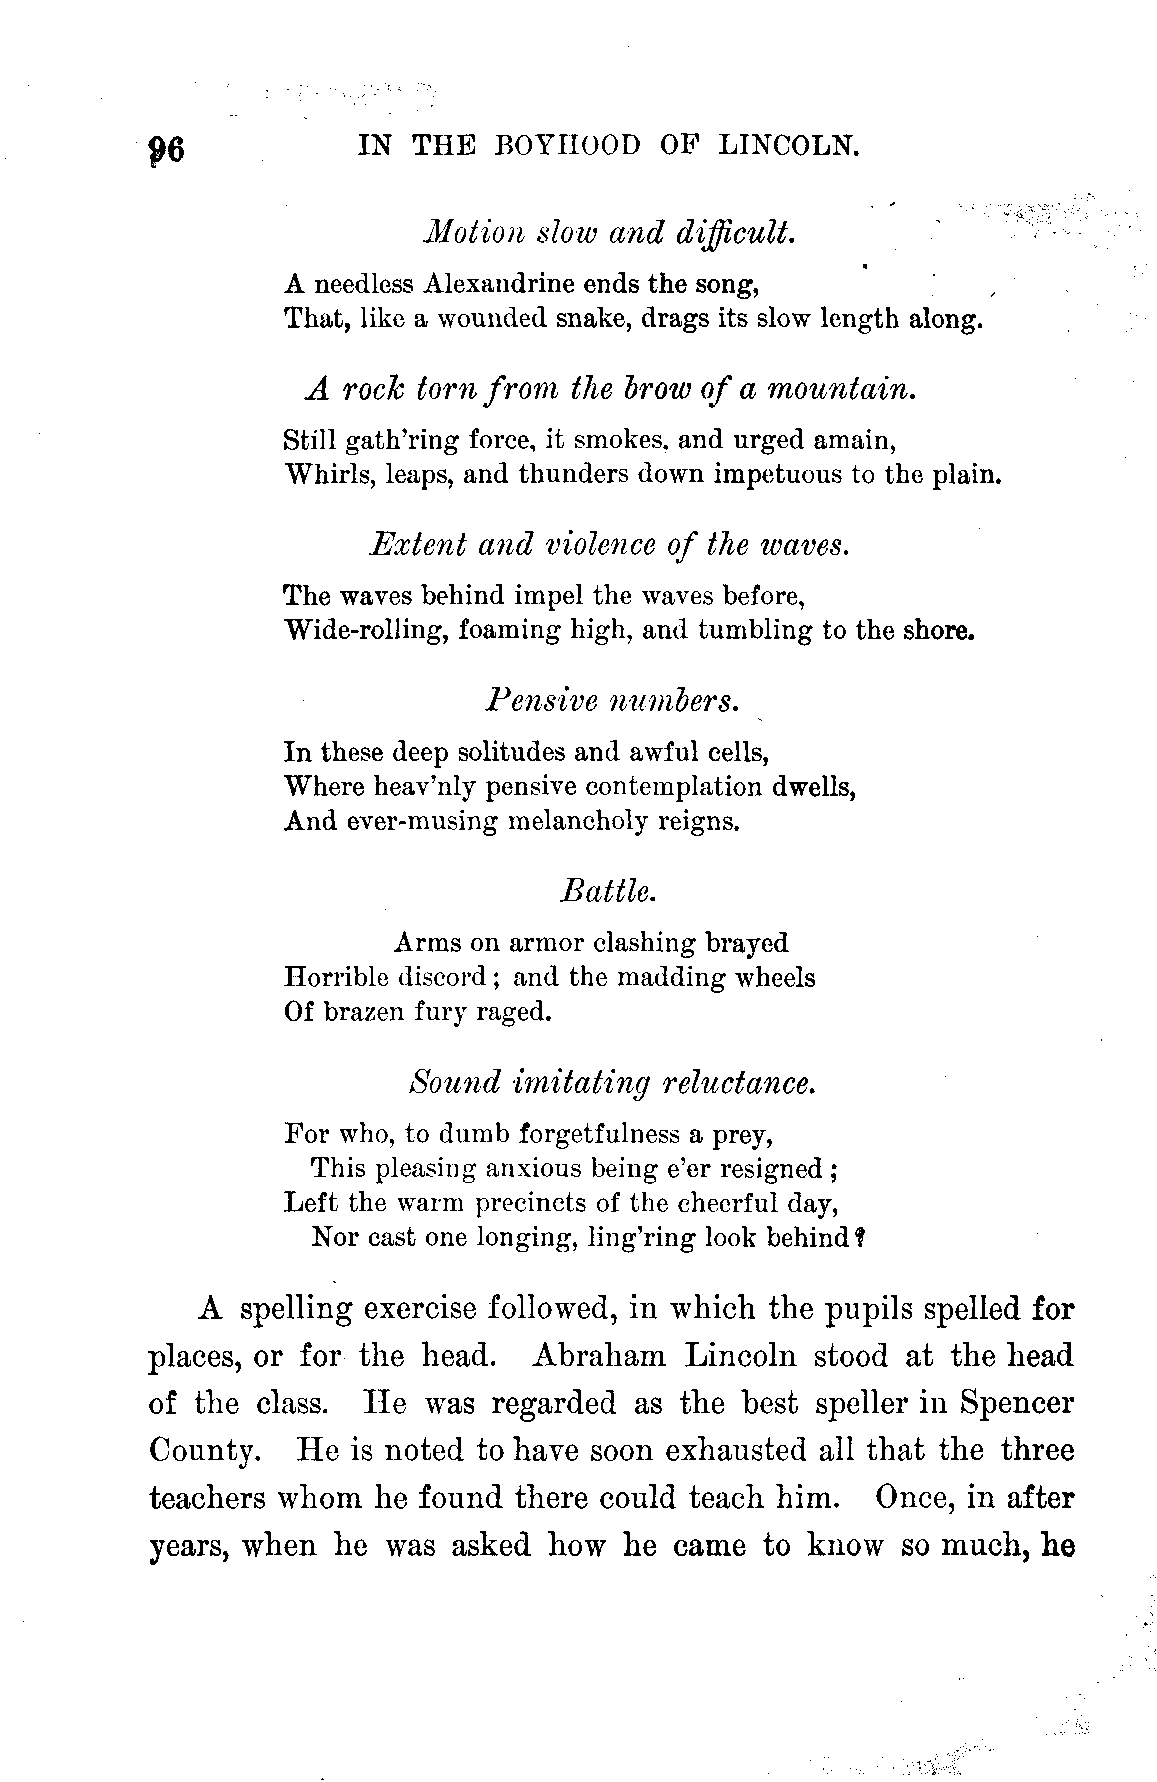 96 IN THE BOYHOOD OF LINCOLN.
Motion slow and difficult.
A needless Alexandrine ends the song,
That, like a wounded snake, drags its slow length along.
A rock torn from the brow of a mountain.
Still gath'ring force, it smokes, and urged amain,
Whirls, leaps, and thunders down impetuous to the plain.
Extent and violence of the waves.
The waves behind impel the waves before,
Wide-rolling, foaming high, and tumbling to the shore.
Pensive numbers.
In these deep solitudes and awful cells,
Where heav'nly pensive contemplation dwells,
And ever-musing melancholy reigns.
Battle.
Arms on armor clashing brayed
Horrible discord; and the madding wheels
Of brazen fury raged.
Sound imitating reluctance.
For who, to dumb forgetfulness a prey,
This pleasing anxious being e'er resigned;
Left the warm precincts of the cheerful day,
Nor cast one longing, ling'ring look behind?
A spelling exercise followed, in which the pupils spelled for
places, or for the head. Abraham Lincoln stood at the head
of the class. He was regarded as the best speller in Spencer
County. He is noted to have soon exhausted all that the three
teachers whom he found there could teach him. Once, in after
years, when he was asked how he came to know so much, he